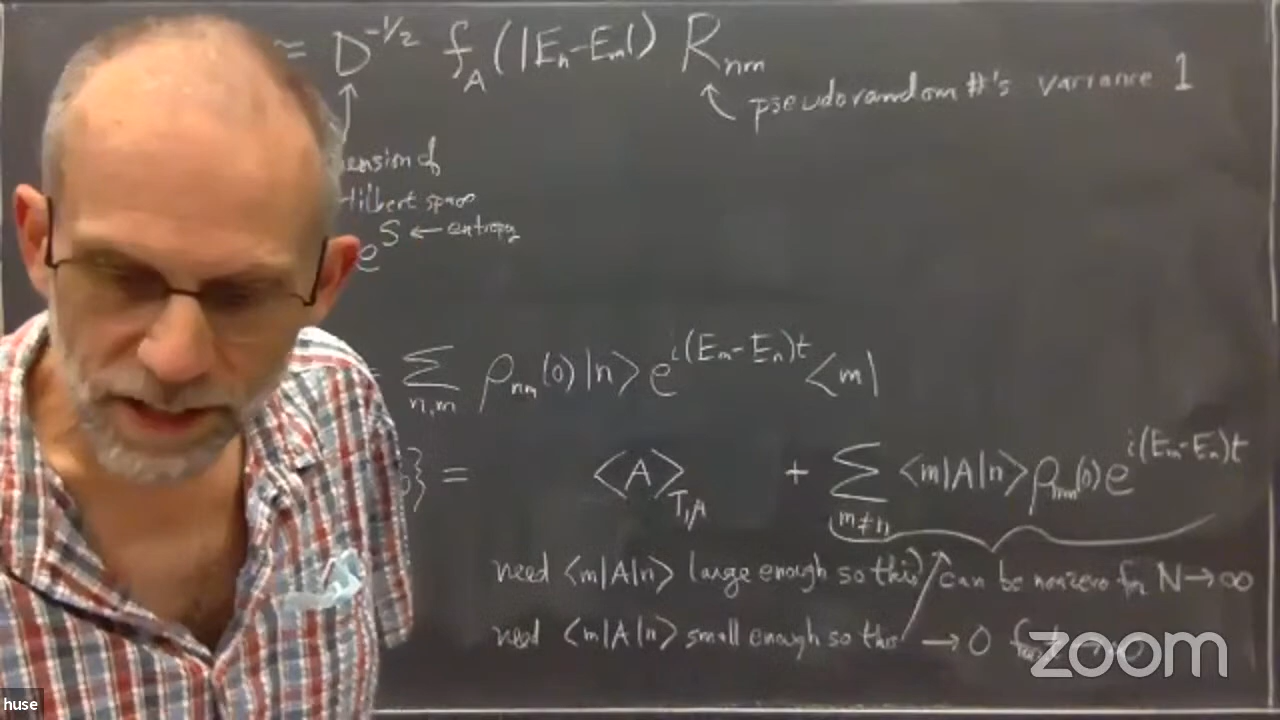 ≈ D^{-1/2} f_A (|E_n-E_m|) R_{nm}
pseudorandom #'s variance 1
ension of
Hilbert space
e^S ← entropy
= ∑_{n,m} ρ_{nm}(0) |n> e^{i(E_m-E_n)t} <m|
} = <A>_{T,μ} + ∑_{m≠n} <m|A|n> ρ_{nm}(0) e^{i(E_m-E_n)t}
need <m|A|n> large enough so this can be nonzero for N→∞
need <m|A|n> small enough so this → 0
zoom
huse